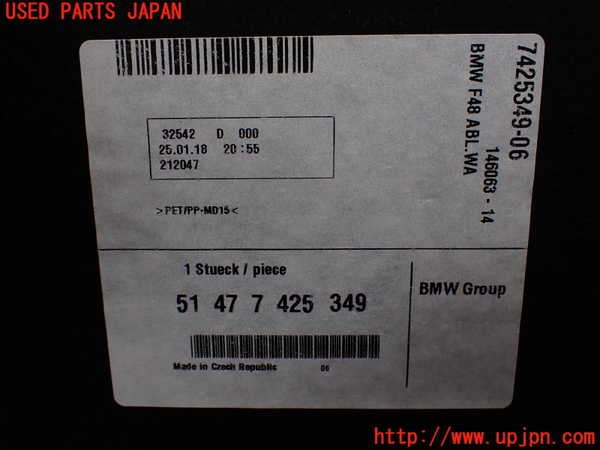 USED PARTS JAPAN
7425349-06
146063 - 14
BMW F48 ABL.WA
32542 D 000
25.01.18 20:55
212047
>PET/PP-MD15<
1 Stueck / piece
51 47 7 425 349
BMW Group
Made in Czech Republic 06
http://www.upjpn.com/